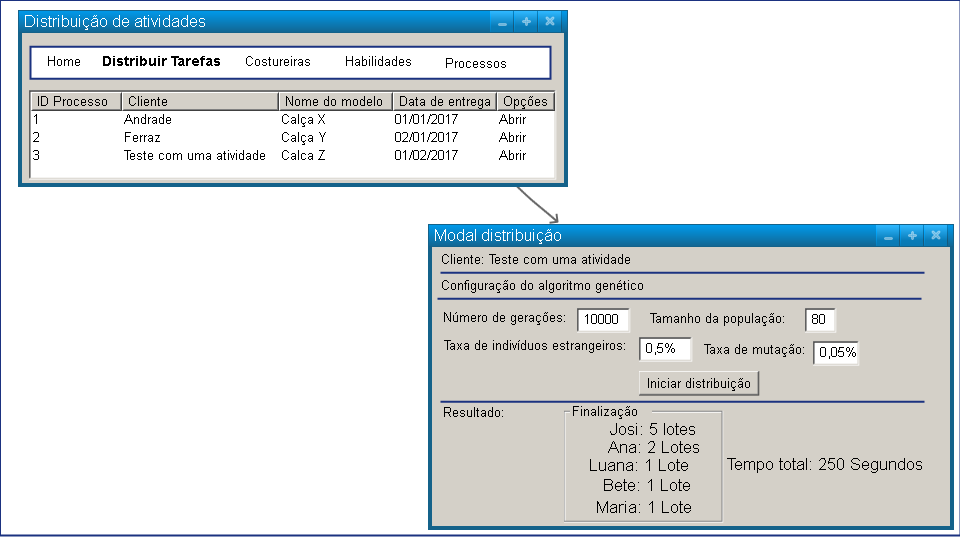 Distribuição de atividades
Home Distribuir Tarefas Costureiras Habilidades Processos
ID Processo Cliente Nome do modelo Data de entrega Opções
1 Andrade Calça X 01/01/2017 Abrir
2 Ferraz Calça Y 02/01/2017 Abrir
3 Teste com uma atividade Calca Z 01/02/2017 Abrir
Modal distribuição
Cliente: Teste com uma atividade
Configuração do algoritmo genético
Número de gerações: 10000 Tamanho da população: 80
Taxa de indivíduos estrangeiros: 0,5% Taxa de mutação: 0,05%
Iniciar distribuição
Resultado: Finalização
Josi: 5 lotes
Ana: 2 Lotes
Luana: 1 Lote Tempo total: 250 Segundos
Bete: 1 Lote
Maria: 1 Lote